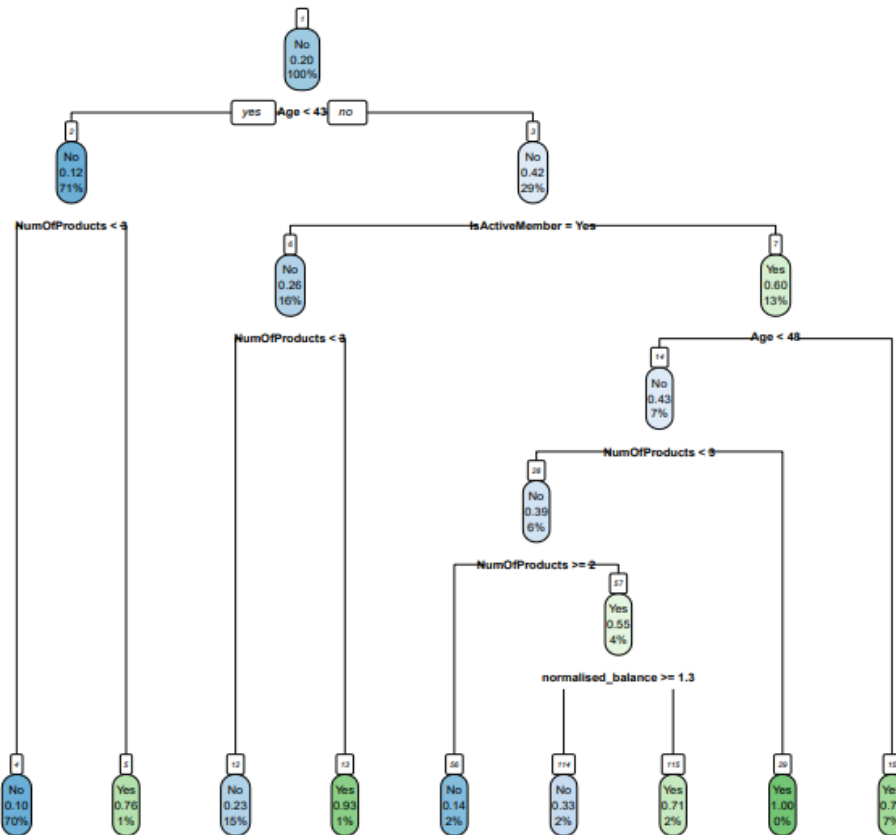 1
No
0.20
100%
yes Age < 43 no
2
No
0.12
71%
3
No
0.42
29%
NumOfProducts < 3
IsActiveMember = Yes
6
No
0.26
16%
7
Yes
0.60
13%
NumOfProducts < 3
Age < 48
14
No
0.43
7%
NumOfProducts < 3
28
No
0.39
6%
NumOfProducts >= 2
57
Yes
0.55
4%
normalised_balance >= 1.3
4
No
0.10
70%
5
Yes
0.76
1%
12
No
0.23
15%
13
Yes
0.93
1%
56
No
0.14
2%
114
No
0.33
2%
115
Yes
0.71
2%
29
Yes
1.00
0%
15
Ye
0.7
7%